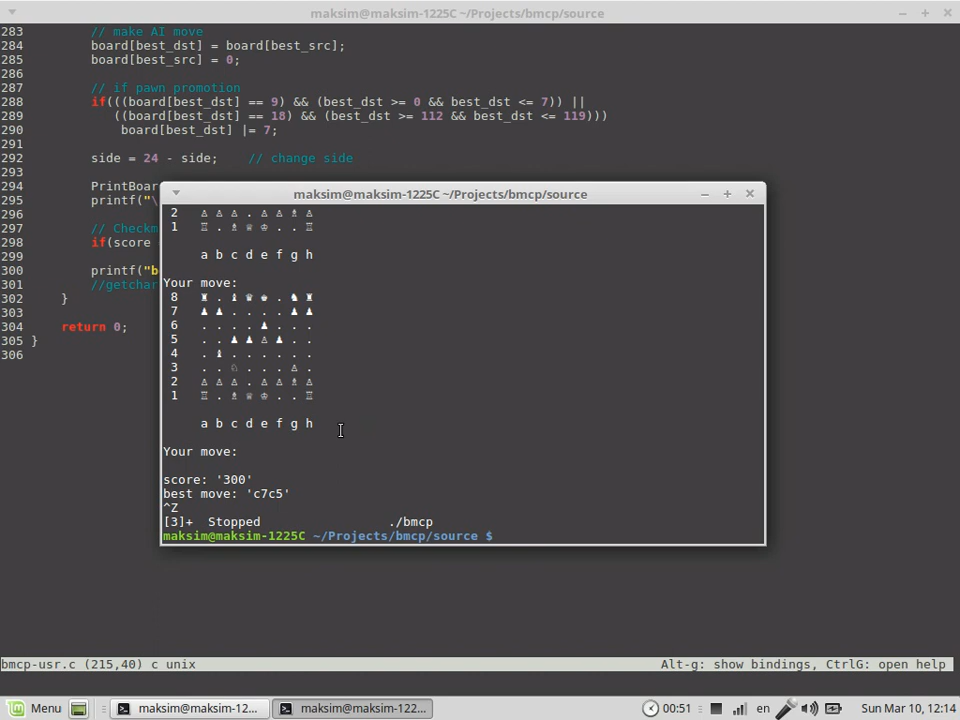 maksim@maksim-1225C ~/Projects/bmcp/source
283        // make AI move
284        board[best_dst] = board[best_src];
285        board[best_src] = 0;
286
287        // if pawn promotion
288        if(((board[best_dst] == 9) && (best_dst >= 0 && best_dst <= 7)) ||
289           ((board[best_dst] == 18) && (best_dst >= 112 && best_dst <= 119)))
290            board[best_dst] |= 7;
291
292        side = 24 - side;    // change side
293
294        PrintBoar
295        printf("\
296
297        // Checkm
298        if(score
299
300        printf("b
301        //getchar
302    }
303
304    return 0;
305 }
306
maksim@maksim-1225C ~/Projects/bmcp/source
2 ♙ ♙ ♙ . ♙ ♙ ♗ ♙
1 ♖ . ♗ ♕ ♔ . . ♖
a b c d e f g h
Your move:
8 ♜ . ♝ ♛ ♚ . ♞ ♜
7 ♟ ♟ . . . . ♟ ♟
6 . . . . ♟ . . .
5 . . ♟ ♟ ♙ ♟ . .
4 . ♝ . . . . . .
3 . . ♘ . . . ♙ .
2 ♙ ♙ ♙ . ♙ ♙ ♗ ♙
1 ♖ . ♗ ♕ ♔ . . ♖
a b c d e f g h
Your move:
score: '300'
best move: 'c7c5'
^Z
[3]+  Stopped                 ./bmcp
maksim@maksim-1225C ~/Projects/bmcp/source $
bmcp-usr.c (215,40) c unix Alt-g: show bindings, CtrlG: open help
Menu maksim@maksim-12... maksim@maksim-122... 00:51 en Sun Mar 10, 12:14